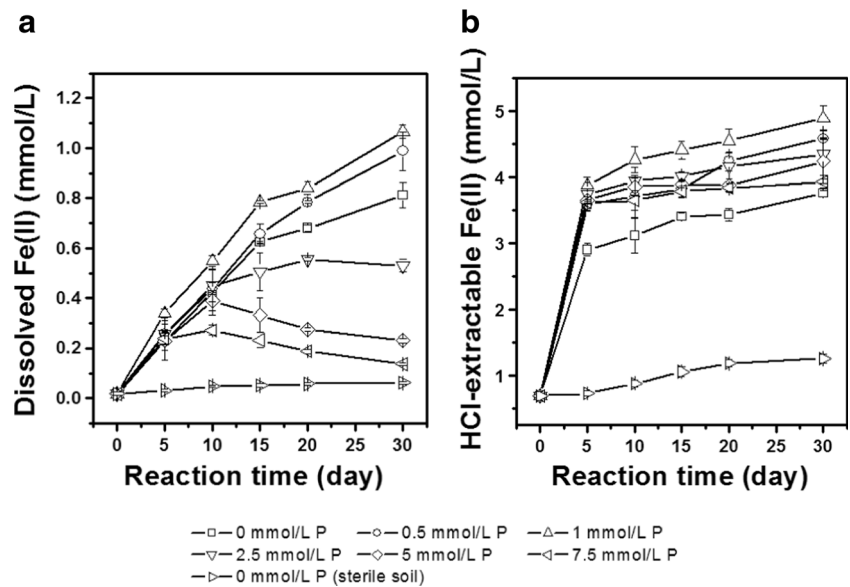 a
b
Dissolved Fe(II) (mmol/L)
1.2
1.0
0.8
0.6
0.4
0.2
0.0
0 5 10 15 20 30
Reaction time (day)
HCl-extractable Fe(II) (mmol/L)
5
4
3
2
1
0 5 10 15 20 30
Reaction time (day)
0 mmol/L P 0.5 mmol/L P 1 mmol/L P
2.5 mmol/L P 5 mmol/L P 7.5 mmol/L P
0 mmol/L P (sterile soil)